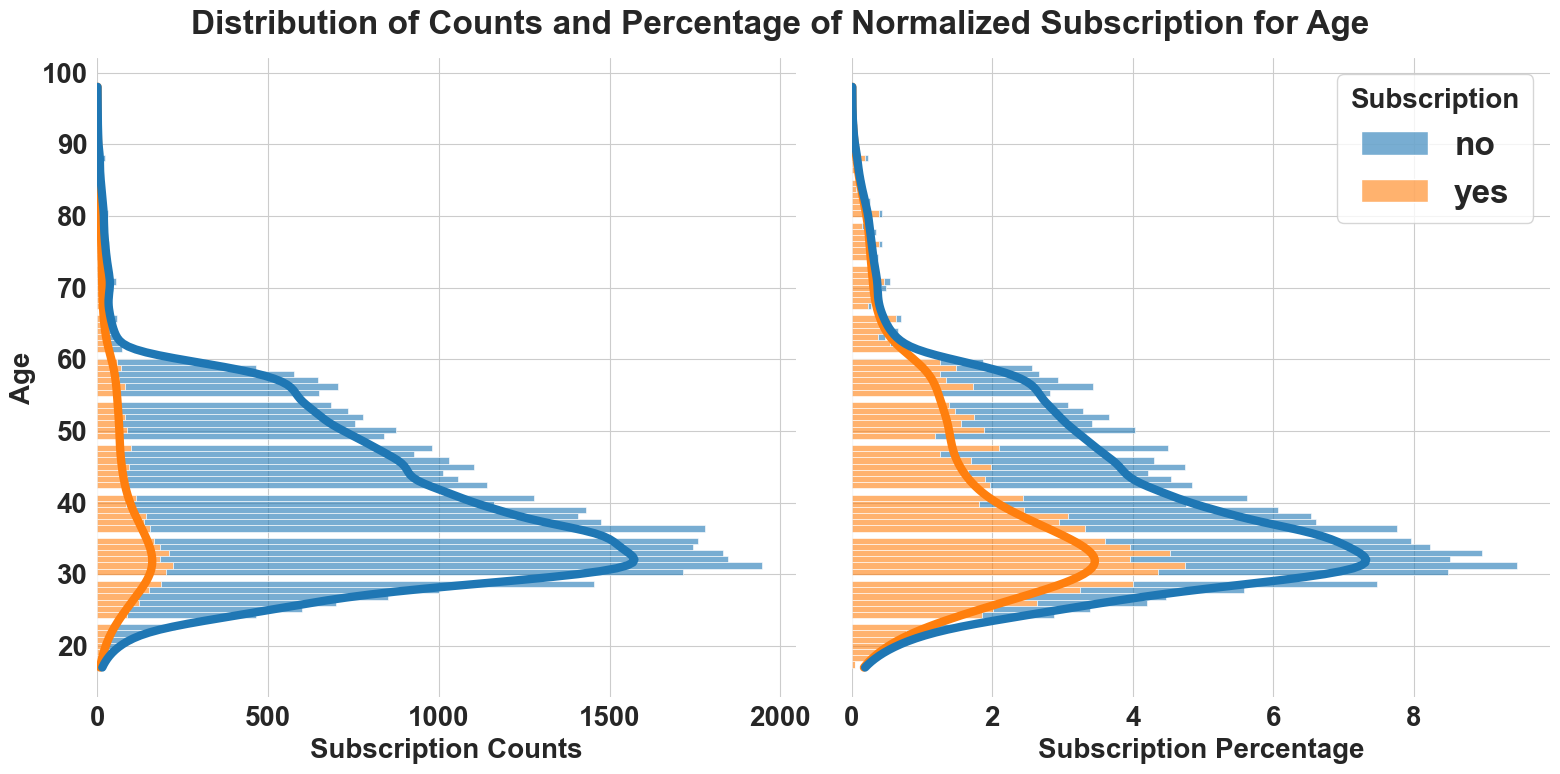 Distribution of Counts and Percentage of Normalized Subscription for Age
100
90
80
70
60
50
40
30
20
Age
0 500 1000 1500 2000
Subscription Counts
Subscription
no
yes
0 2 4 6 8
Subscription Percentage